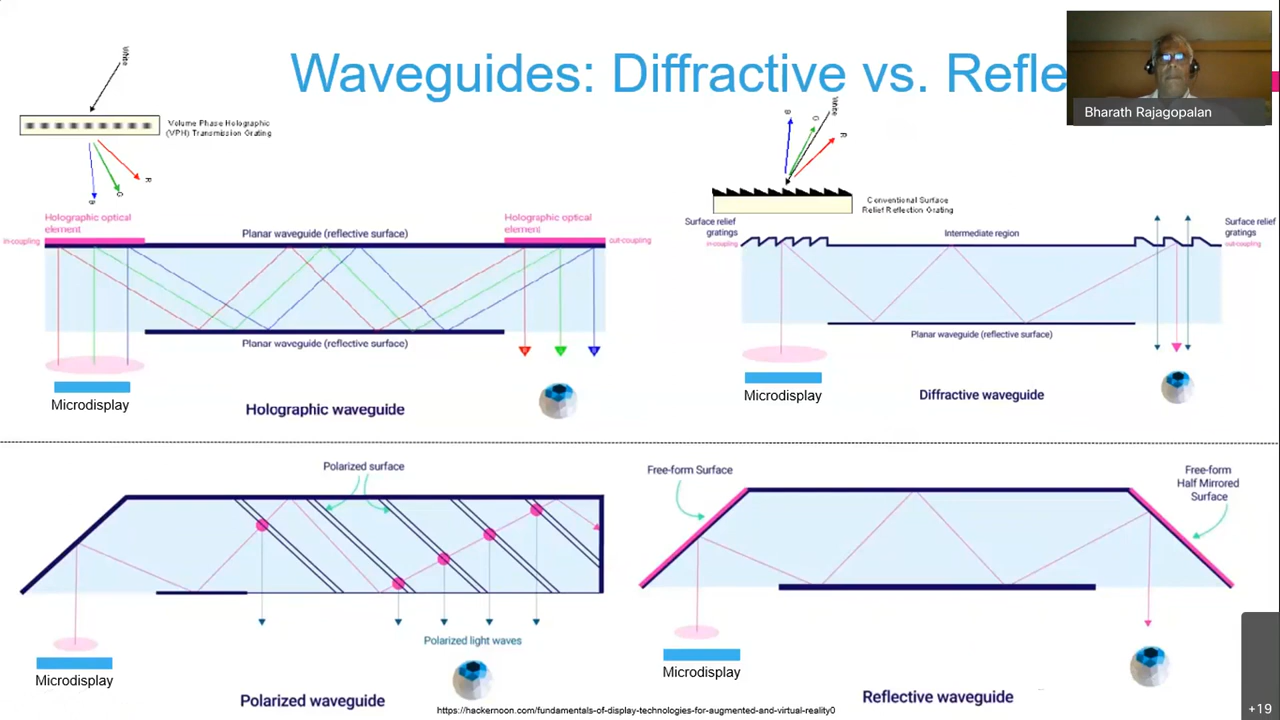 Waveguides: Diffractive vs. Refle
Bharath Rajagopalan
White
Volume Phase Holographic
(VPH) Transmission Grating
R
G
B
White
B
G
R
Conventional Surface
Relief Reflection Grating
Holographic optical
element
in-coupling
Planar waveguide (reflective surface)
Holographic optical
element
out-coupling
Planar waveguide (reflective surface)
Microdisplay
Holographic waveguide
Surface relief
gratings
in-coupling
Intermediate region
Surface relief
gratings
out-coupling
Planar waveguide (reflective surface)
Microdisplay
Diffractive waveguide
Polarized surface
Polarized light waves
Microdisplay
Polarized waveguide
Free-form Surface
Free-form
Half Mirrored
Surface
Microdisplay
Reflective waveguide
https://hackernoon.com/fundamentals-of-display-technologies-for-augmented-and-virtual-reality0
+19